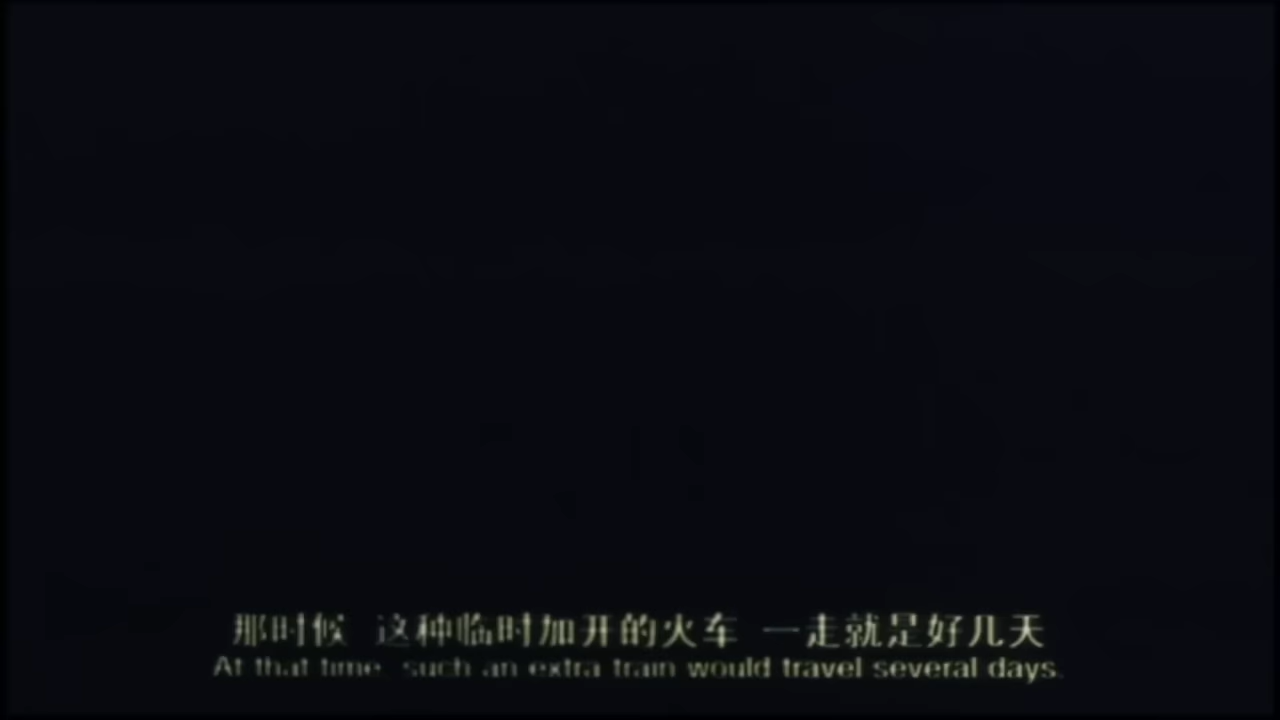 那时候 这种临时加开的火车 一走就是好几天
At that time, such an extra train would travel several days.